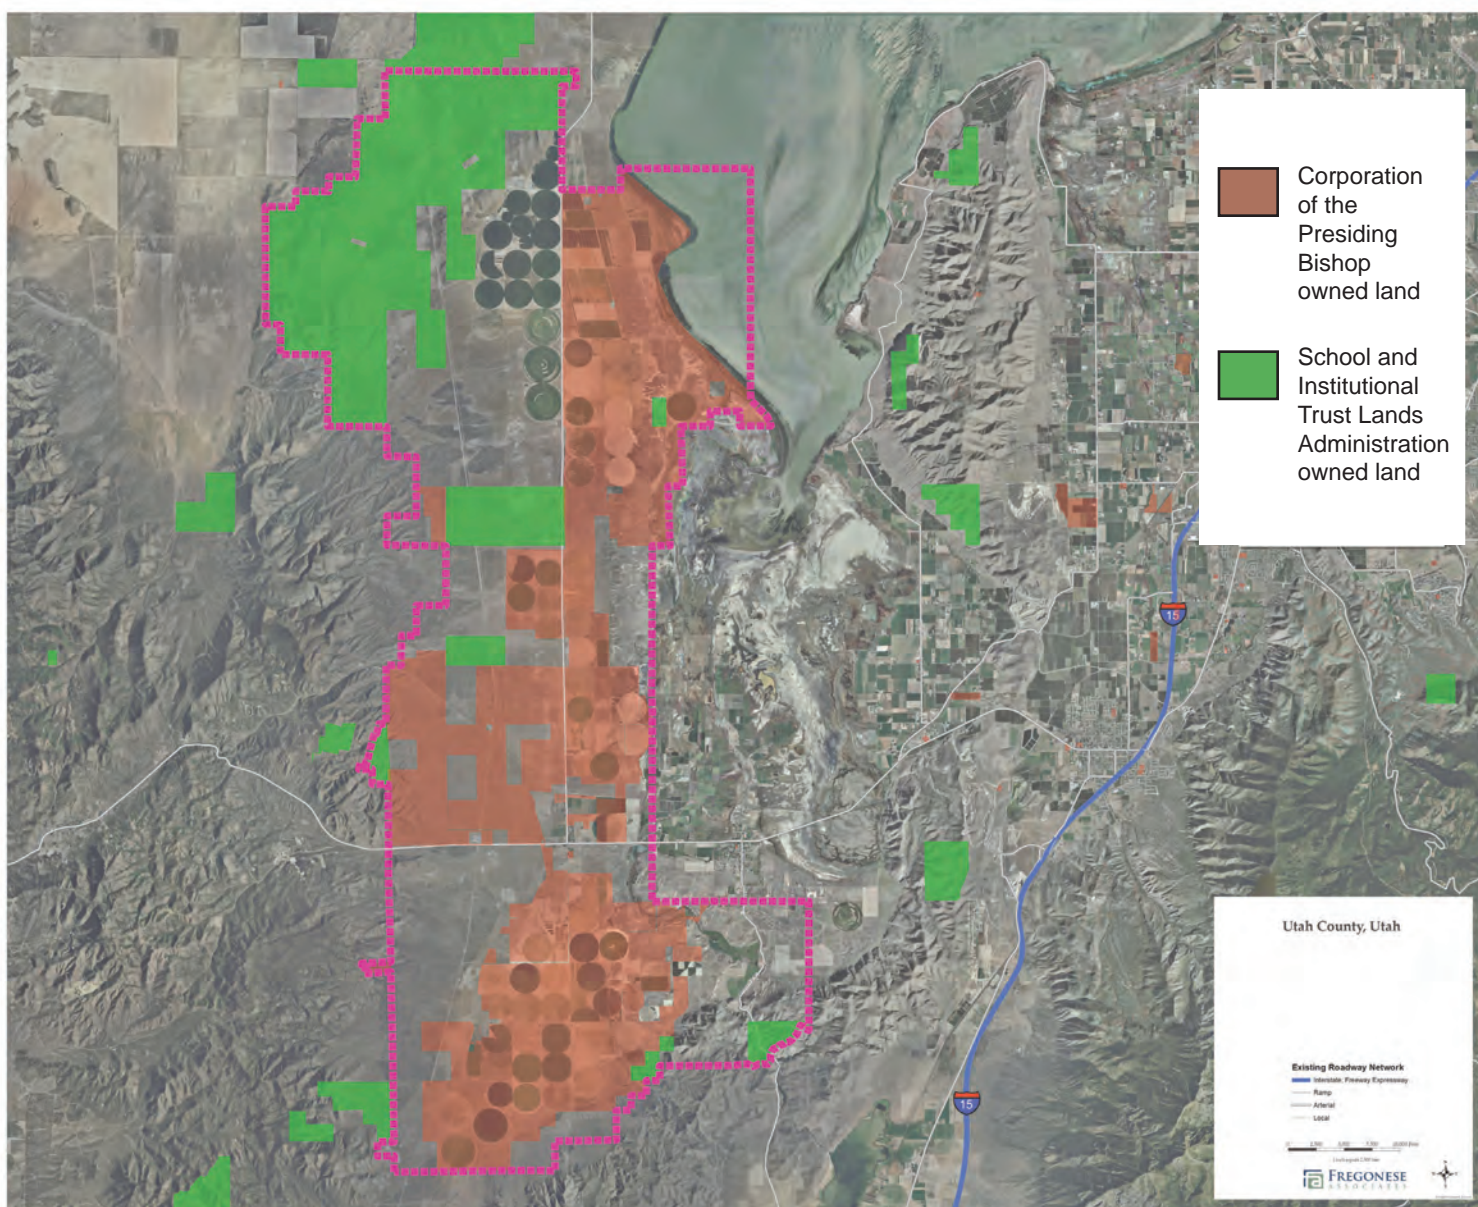 Corporation
of the
Presiding
Bishop
owned land
School and
Institutional
Trust Lands
Administration
owned land
15
15
Utah County, Utah
Existing Roadway Network
Interstate, Freeway Expressway
Ramp
Arterial
Local
FREGONESE
ASSOCIATES